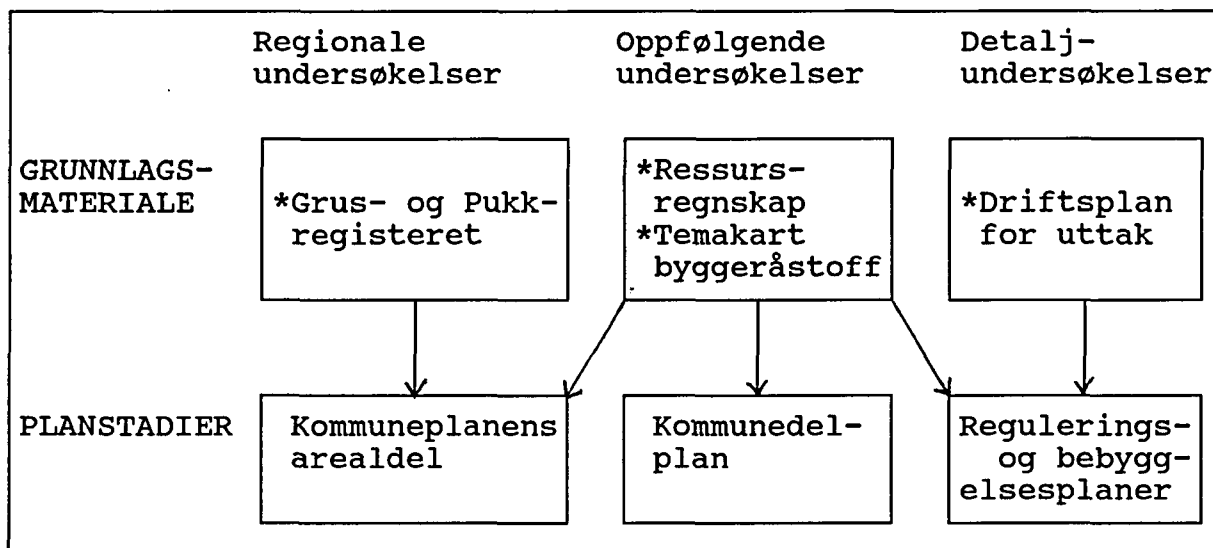 Regionale
undersøkelser
Oppfølgende
undersøkelser
Detalj-
undersøkelser
GRUNNLAGS-
MATERIALE
*Grus- og Pukk-
registeret
*Ressurs-
regnskap
*Temakart
byggeråstoff
*Driftsplan
for uttak
PLANSTADIER
Kommuneplanens
arealdel
Kommunedel-
plan
Regulerings-
og bebygg-
elsesplaner